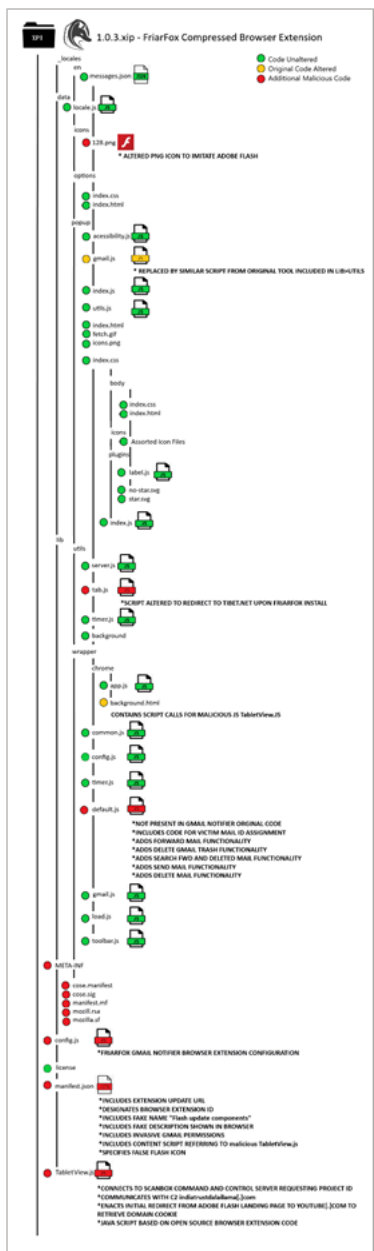 XPI
1.0.3.xip - FriarFox Compressed Browser Extension
Code Unaltered
Original Code Altered
Additional Malicious Code
_locales
en
messages.json
data
locale.js
icons
128.png
* ALTERED PNG ICON TO IMITATE ADOBE FLASH
options
index.css
index.html
popup
acessibility.js
gmail.js
* REPLACED BY SIMILAR SCRIPT FROM ORIGINAL TOOL INCLUDED IN LIB>UTILS
index.js
utils.js
index.html
fetch.gif
icons.png
index.css
body
index.css
index.html
icons
Assorted Icon Files
plugins
label.js
no-star.svg
star.svg
index.js
lib
utils
server.js
tab.js
*SCRIPT ALTERED TO REDIRECT TO TIBET.NET UPON FRIARFOX INSTALL
timer.js
background
wrapper
chrome
app.js
background.html
CONTAINS SCRIPT CALLS FOR MALICIOUS JS TabletView.JS
common.js
config.js
timer.js
default.js
*NOT PRESENT IN GMAIL NOTIFIER ORGINAL CODE
*INCLUDES CODE FOR VICTIM MAIL ID ASSIGNMENT
*ADDS FORWARD MAIL FUNCTIONALITY
*ADDS DELETE GMAIL TRASH FUNCTIONALITY
*ADDS SEARCH FWD AND DELETED MAIL FUNCTIONALITY
*ADDS SEND MAIL FUNCTIONALITY
*ADDS DELETE MAIL FUNCTIONALITY
gmail.js
load.js
toolbar.js
META-INF
cose.manifest
cose.sig
manifest.mf
mozill.rsa
mozilla.sf
config.js
*FRIARFOX GMAIL NOTIFIER BROWSER EXTENSION CONFIGURATION
license
manifest.json
*INCLUDES EXTENSION UPDATE URL
*DESIGNATES BROWSER EXTENSION ID
*INCLUDES FAKE NAME "Flash update components"
*INCLUDES FAKE DESCRIPTION SHOWN IN BROWSER
*INCLUDES INVASIVE GMAIL PERMISSIONS
*INCLUDES CONTENT SCRIPT REFERRING TO malicious TabletView.js
*SPECIFIES FALSE FLASH ICON
TabletView.js
*CONNECTS TO SCANBOX COMMAND AND CONTROL SERVER REQUESTING PROJECT ID
*COMMUNICATES WITH C2 indiatrustdalailama[.]com
*ENACTS INITIAL REDIRECT FROM ADOBE FLASH LANDING PAGE TO YOUTUBE[.]COM TO
RETRIEVE DOMAIN COOKIE
*JAVA SCRIPT BASED ON OPEN SOURCE BROWSER EXTENSION CODE